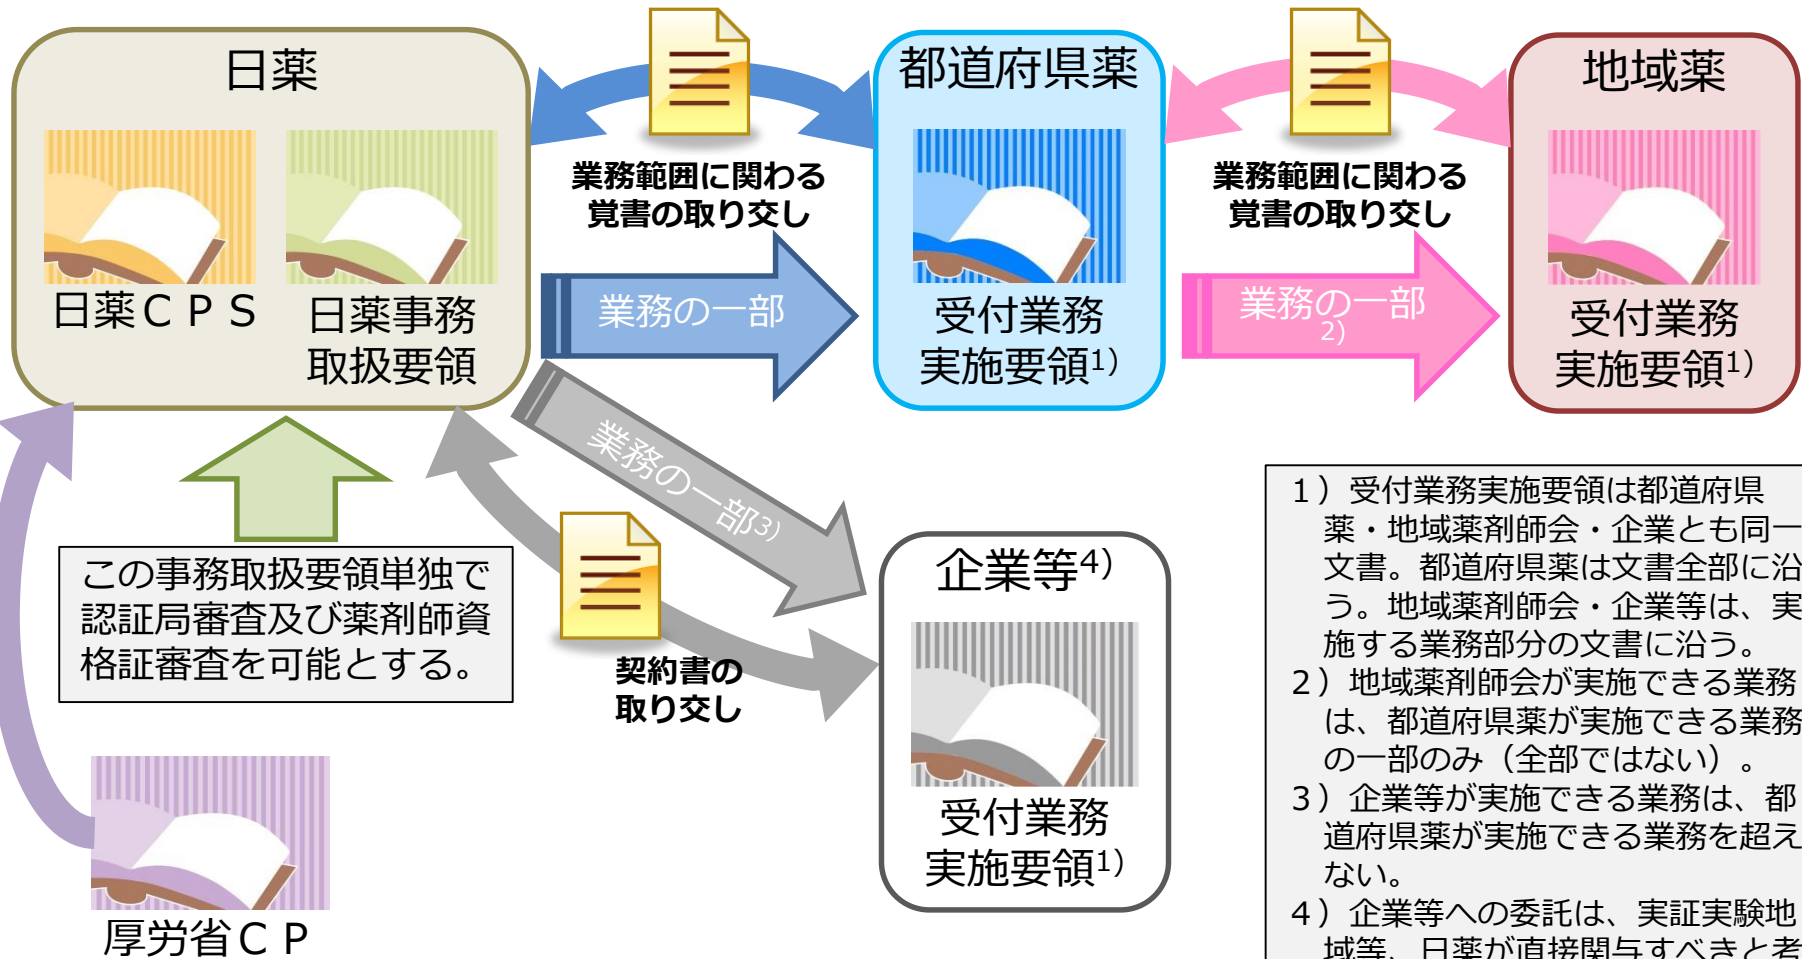 日薬
日薬ＣＰＳ
日薬事務
取扱要領
業務範囲に関わる
覚書の取り交し
業務の一部
都道府県薬
受付業務
実施要領1)
業務範囲に関わる
覚書の取り交し
業務の一部
2)
地域薬
受付業務
実施要領1)
業務の一部3)
契約書の
取り交し
企業等4)
受付業務
実施要領1)
この事務取扱要領単独で
認証局審査及び薬剤師資
格証審査を可能とする。
厚労省ＣＰ
１）受付業務実施要領は都道府県
薬・地域薬剤師会・企業とも同一
文書。都道府県薬は文書全部に沿
う。地域薬剤師会・企業等は、実
施する業務部分の文書に沿う。
２）地域薬剤師会が実施できる業務
は、都道府県薬が実施できる業務
の一部のみ（全部ではない）。
３）企業等が実施できる業務は、都
道府県薬が実施できる業務を超え
ない。
４）企業等への委託は、実証実験地
域等、日薬が直接関与すべきと考